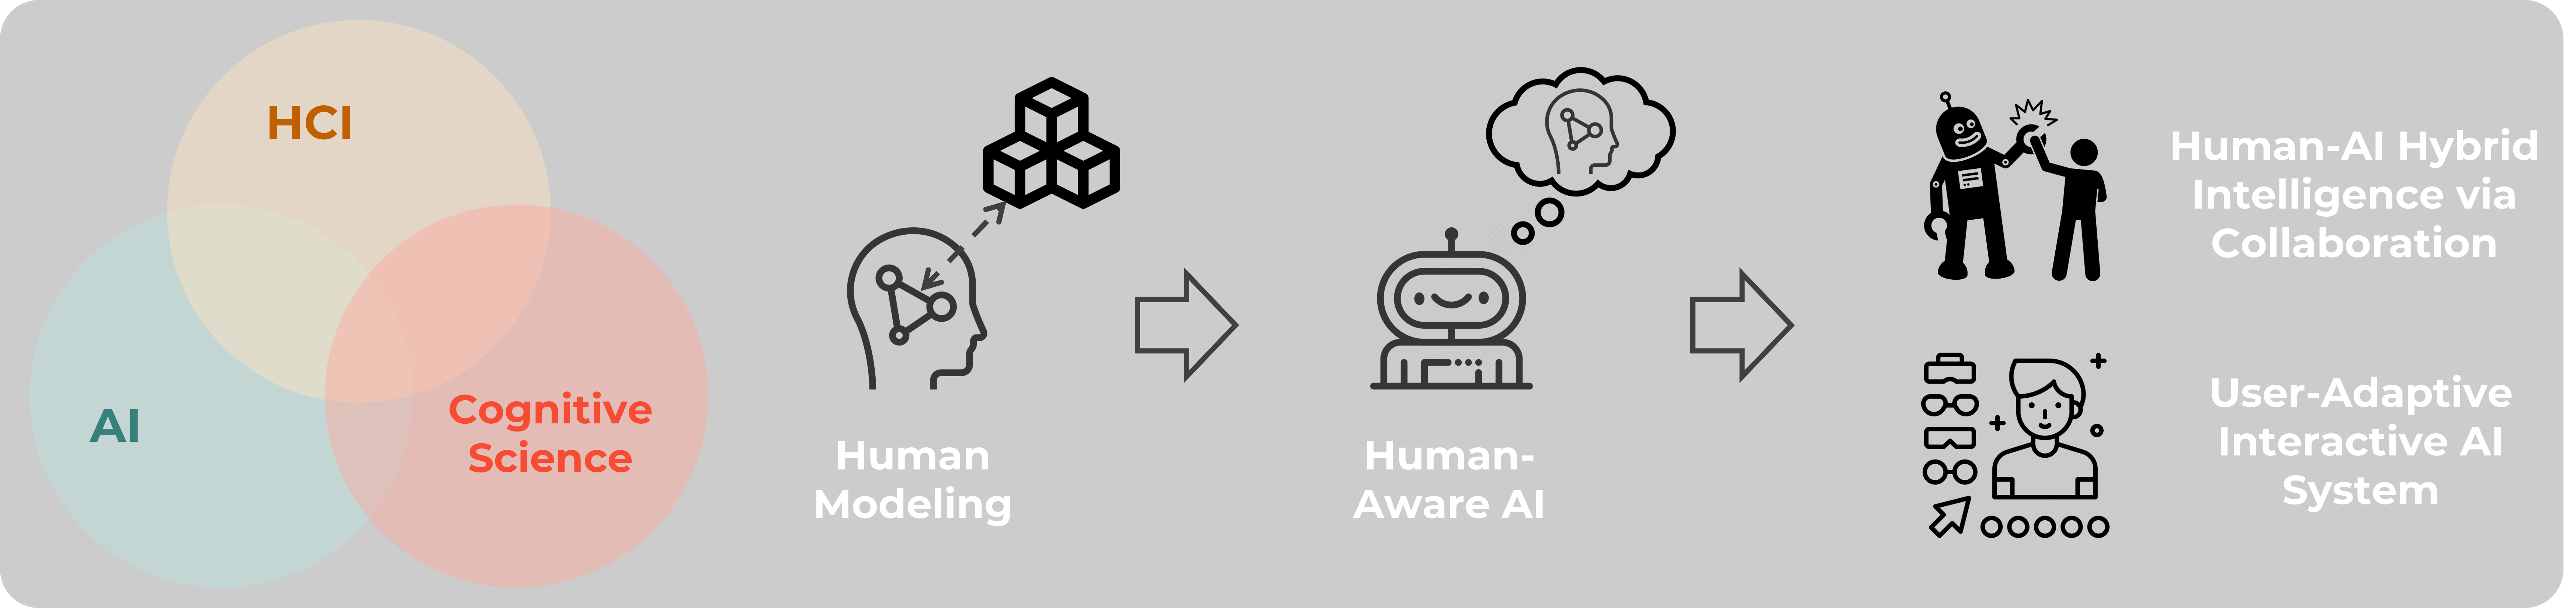 HCI
AI
Cognitive
Science
Human
Modeling
Human-
Aware AI
Human-AI Hybrid
Intelligence via
Collaboration
User-Adaptive
Interactive AI
System